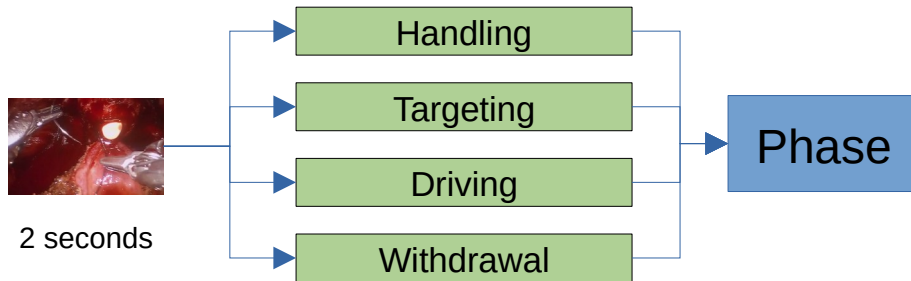 Handling
Targeting
Driving
Withdrawal
Phase
2 seconds